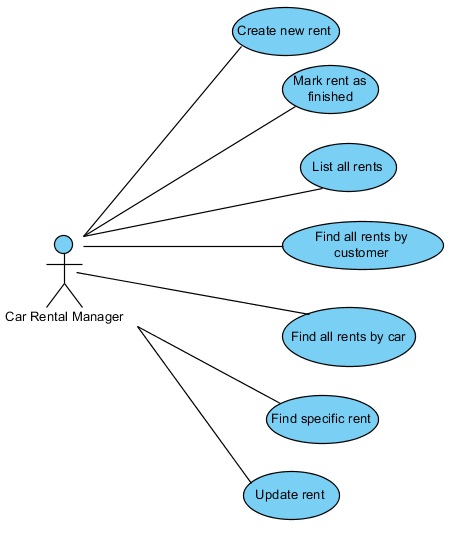 Create new rent
Mark rent as
finished
List all rents
Find all rents by
customer
Car Rental Manager
Find all rents by car
Find specific rent
Update rent